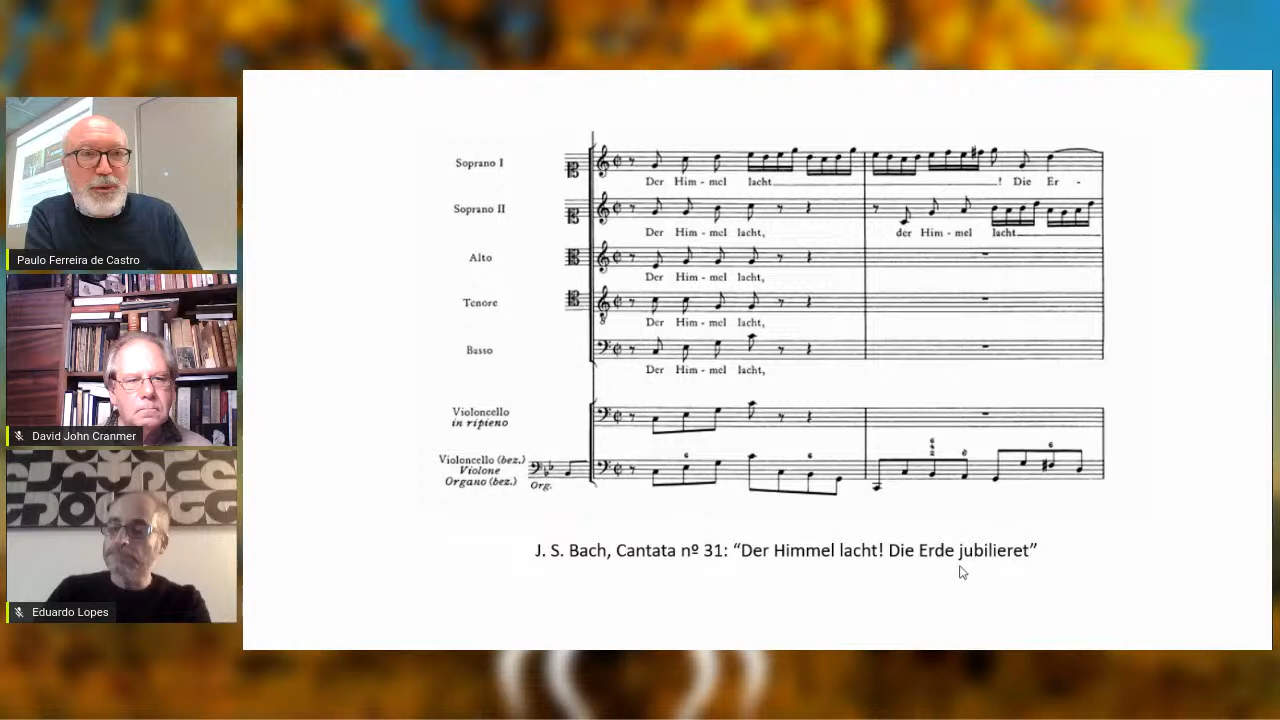 Paulo Ferreira de Castro
David John Cranmer
Eduardo Lopes
Soprano I
Der Him - mel lacht ! Die Er -
Soprano II
Der Him - mel lacht, der Him - mel lacht
Alto
Der Him - mel lacht,
Tenore
Der Him - mel lacht,
Basso
Der Him - mel lacht,
Violoncello
in ripieno
Violoncello (bez.)
Violone
Organo (bez.)
Org.
J. S. Bach, Cantata nº 31: “Der Himmel lacht! Die Erde jubilieret”